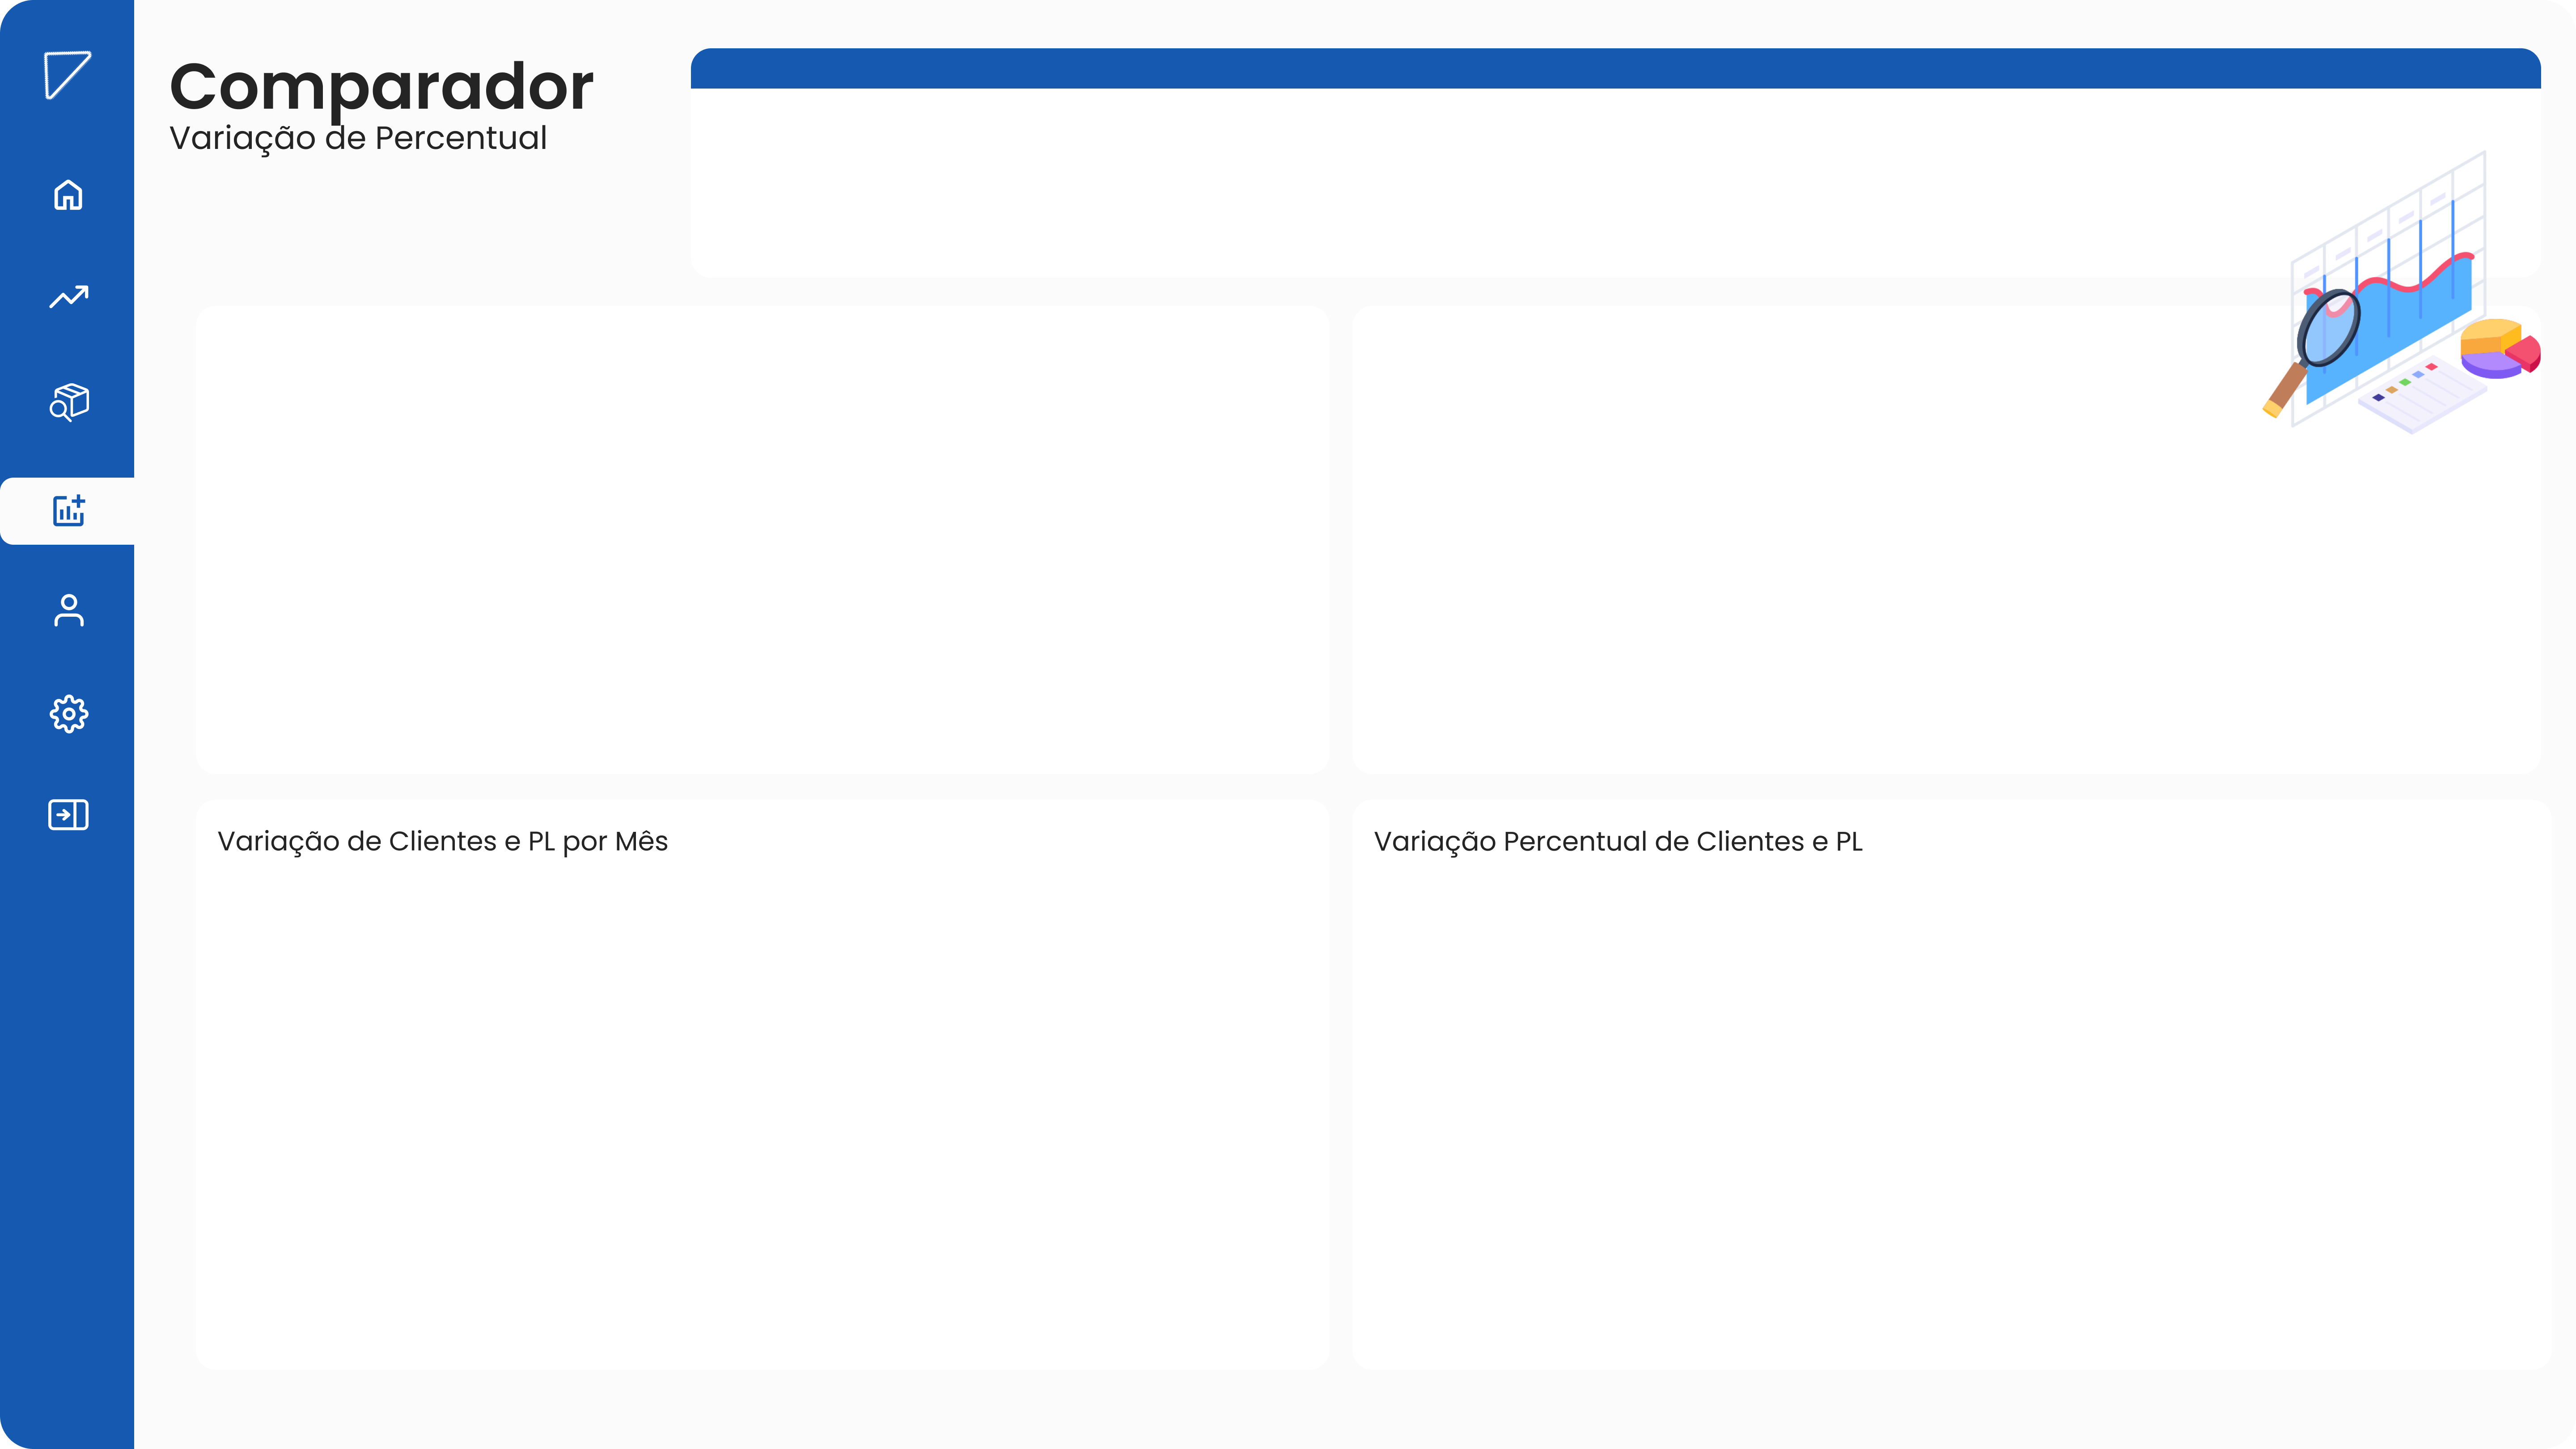 Comparador
Variação de Percentual
Variação de Clientes e PL por Mês
Variação Percentual de Clientes e PL